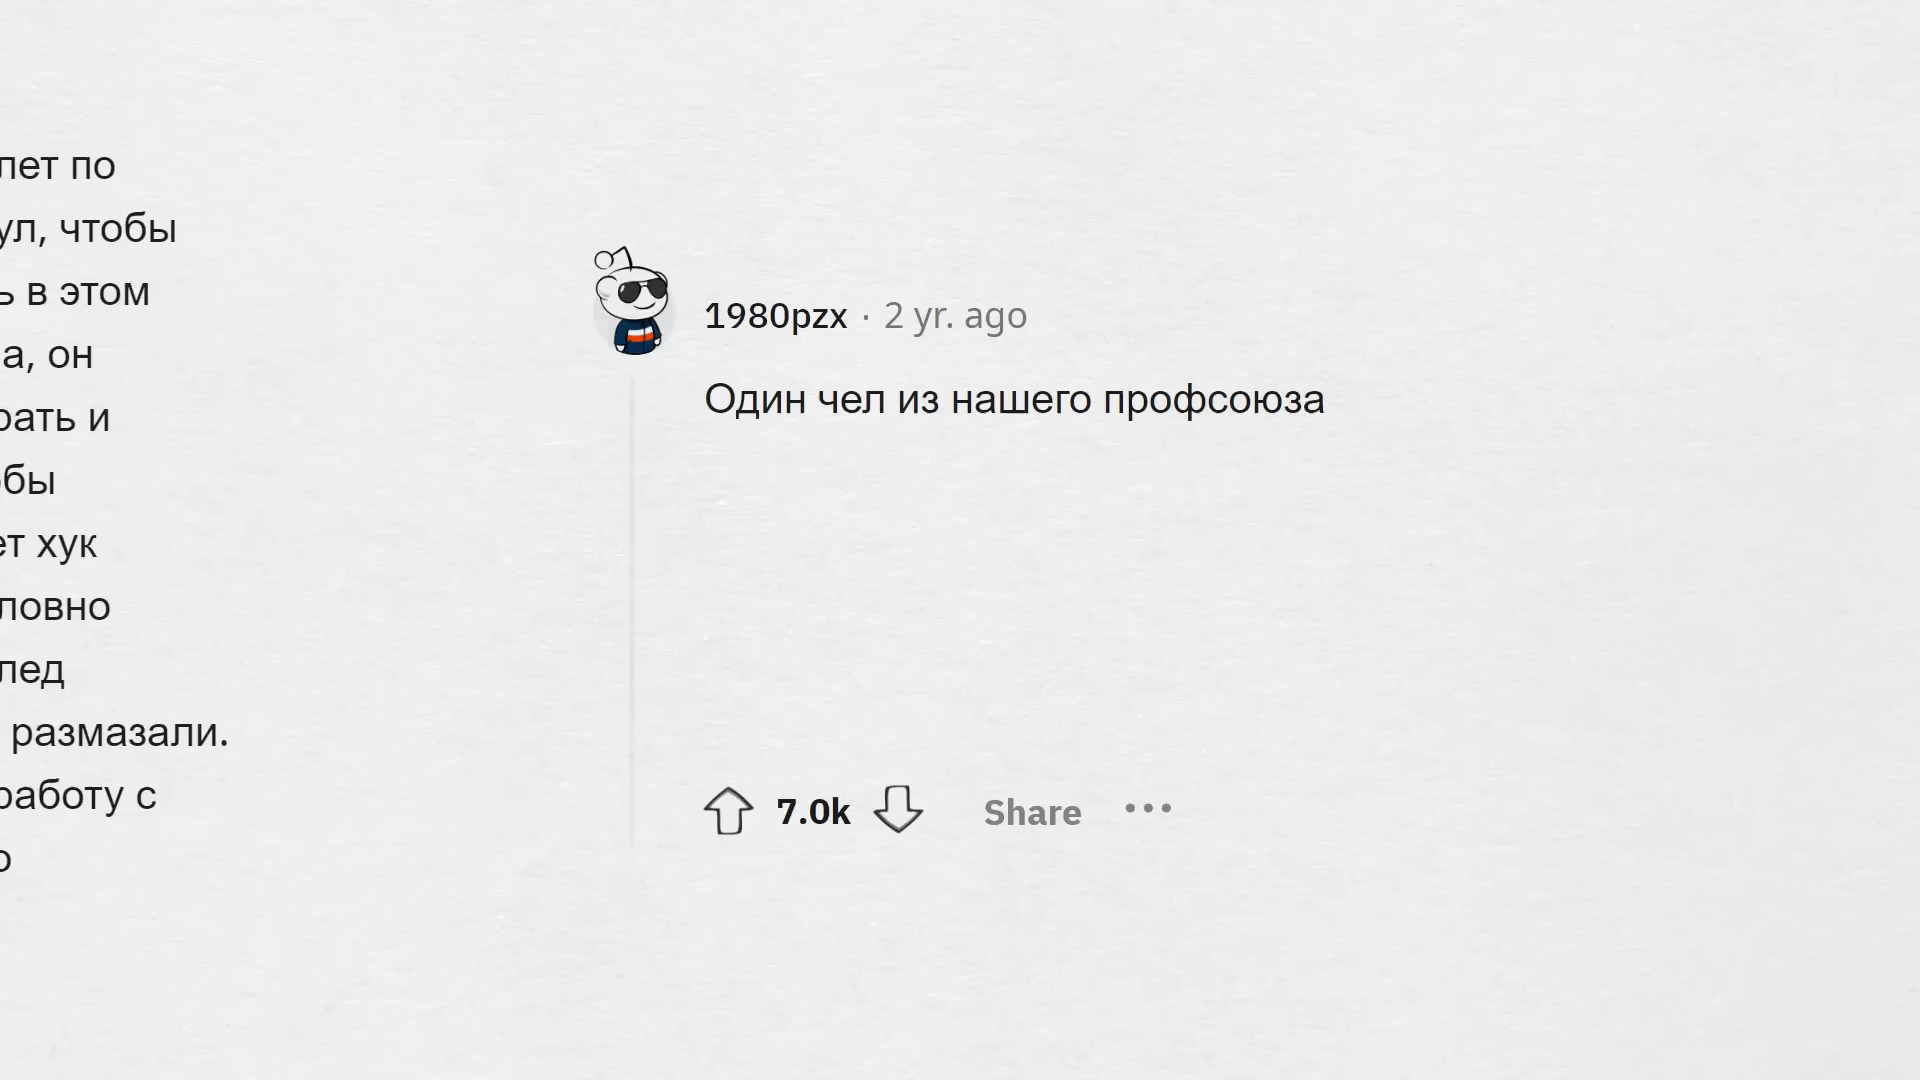 лет по
ул, чтобы
ь в этом
а, он
рать и
обы
ет хук
ловно
лед
размазали.
работу с
о
1980pzx · 2 yr. ago
Один чел из нашего профсоюза
7.0k Share •••